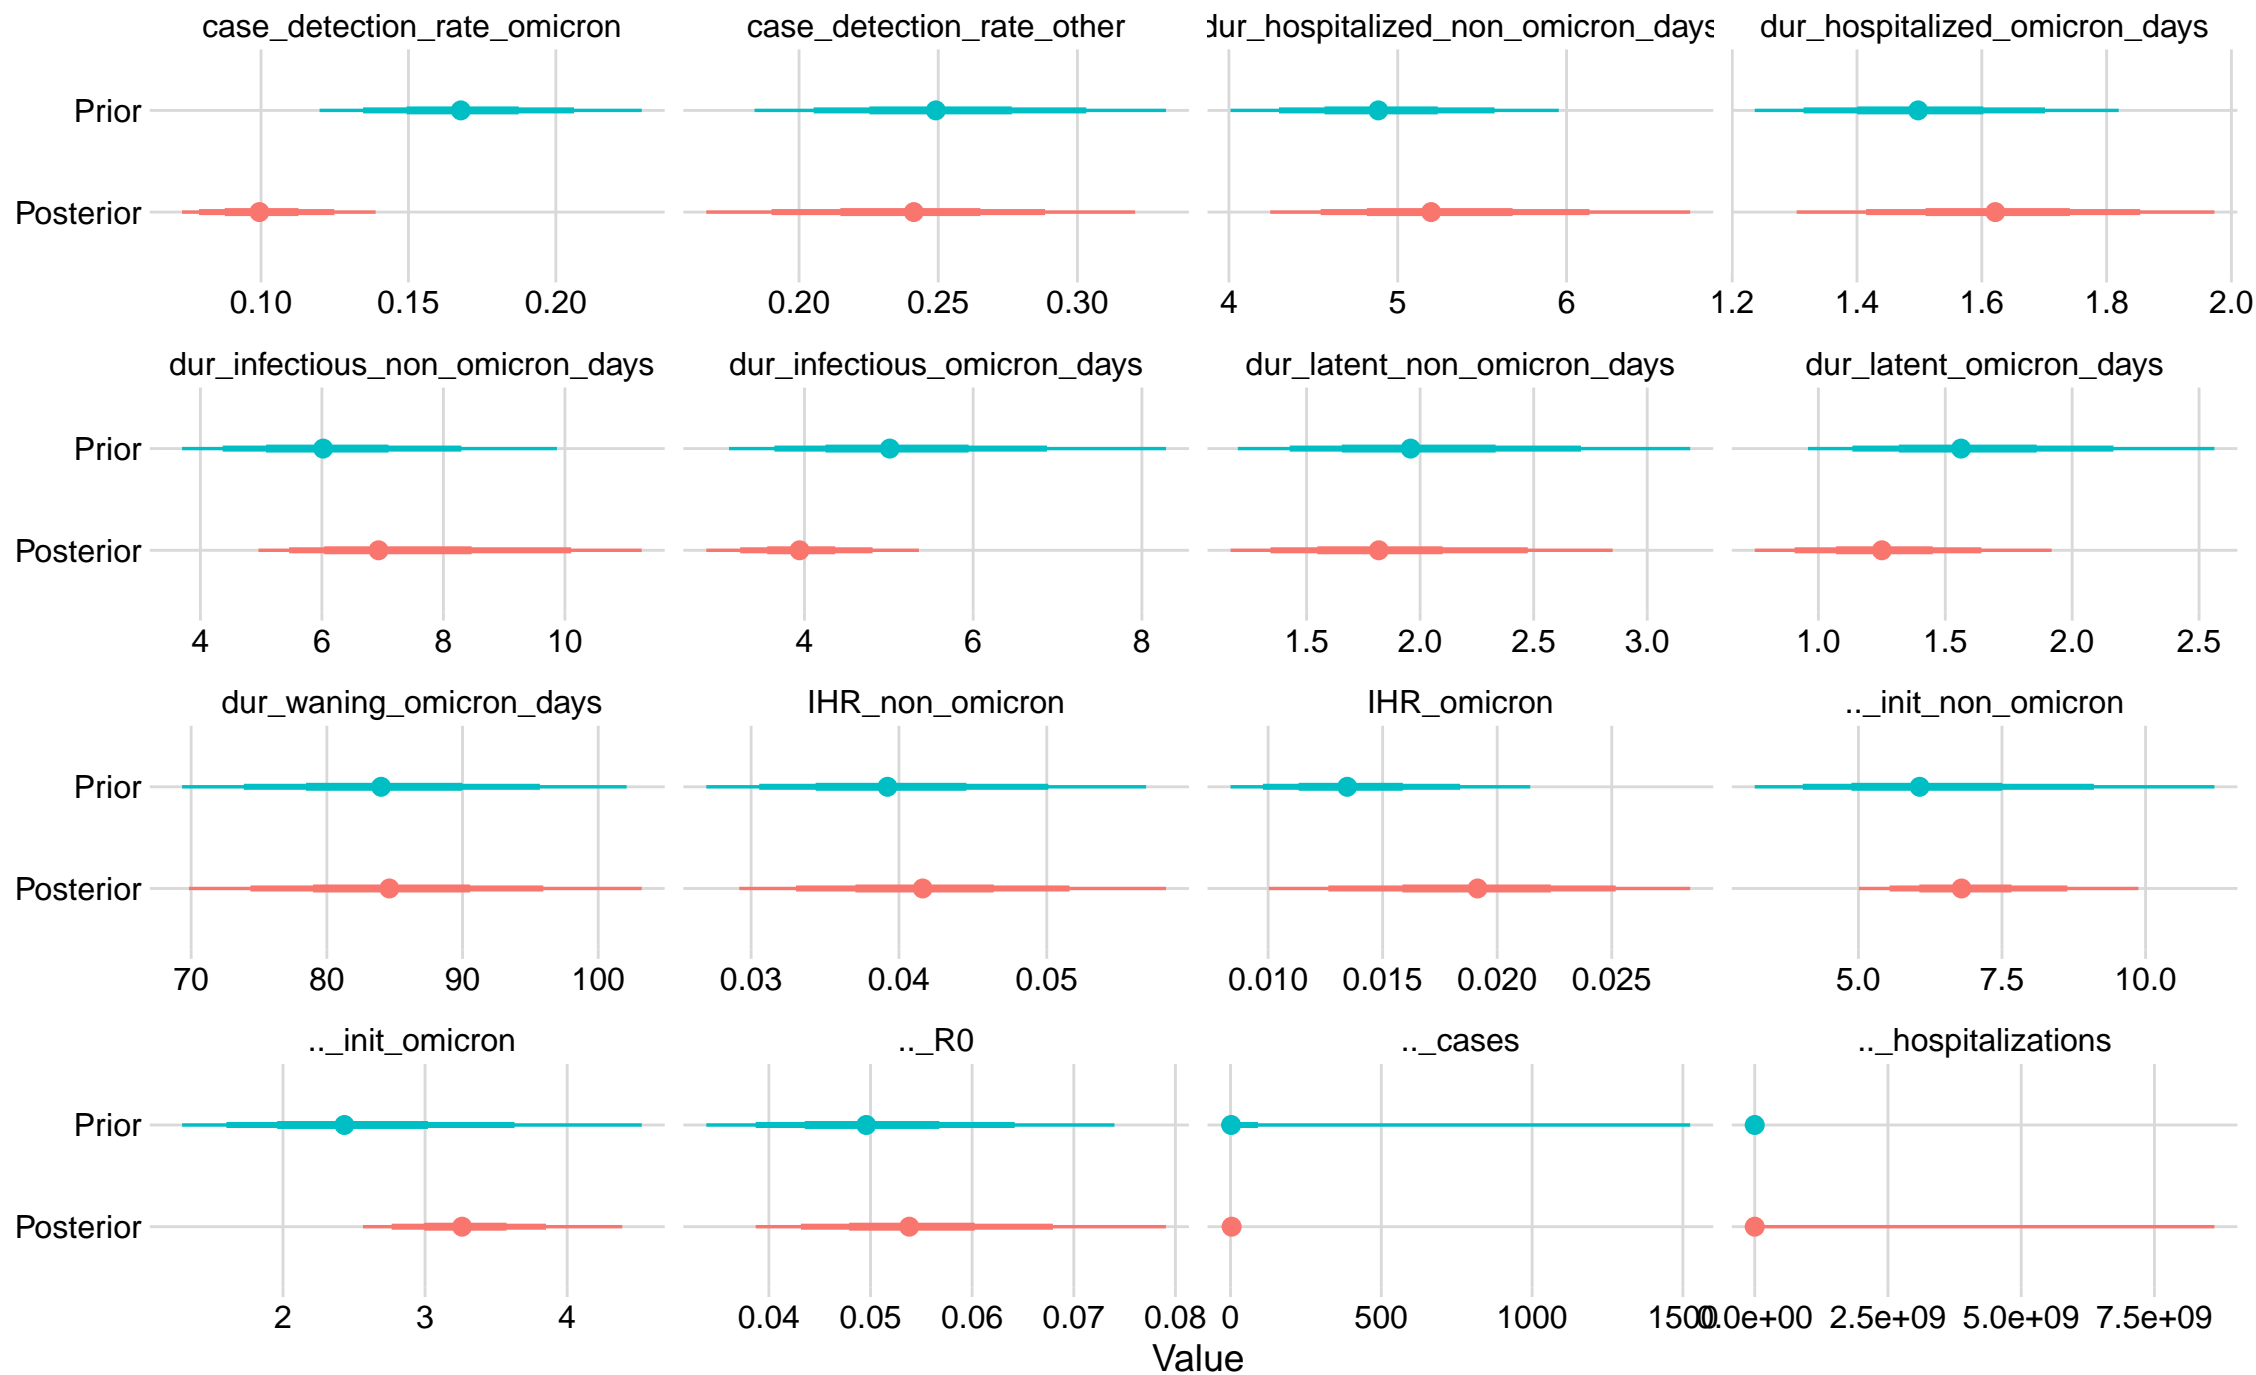 case_detection_rate_omicron case_detection_rate_other dur_hospitalized_non_omicron_days dur_hospitalized_omicron_days
Prior
Posterior
0.10 0.15 0.20 0.20 0.25 0.30 4 5 6 1.2 1.4 1.6 1.8 2.0
dur_infectious_non_omicron_days dur_infectious_omicron_days dur_latent_non_omicron_days dur_latent_omicron_days
Prior
Posterior
4 6 8 10 4 6 8 1.5 2.0 2.5 3.0 1.0 1.5 2.0 2.5
dur_waning_omicron_days IHR_non_omicron IHR_omicron .._init_non_omicron
Prior
Posterior
70 80 90 100 0.03 0.04 0.05 0.010 0.015 0.020 0.025 5.0 7.5 10.0
.._init_omicron .._R0 .._cases .._hospitalizations
Prior
Posterior
2 3 4 0.04 0.05 0.06 0.07 0.08 0 500 1000 1500 0.0e+00 2.5e+09 5.0e+09 7.5e+09
Value